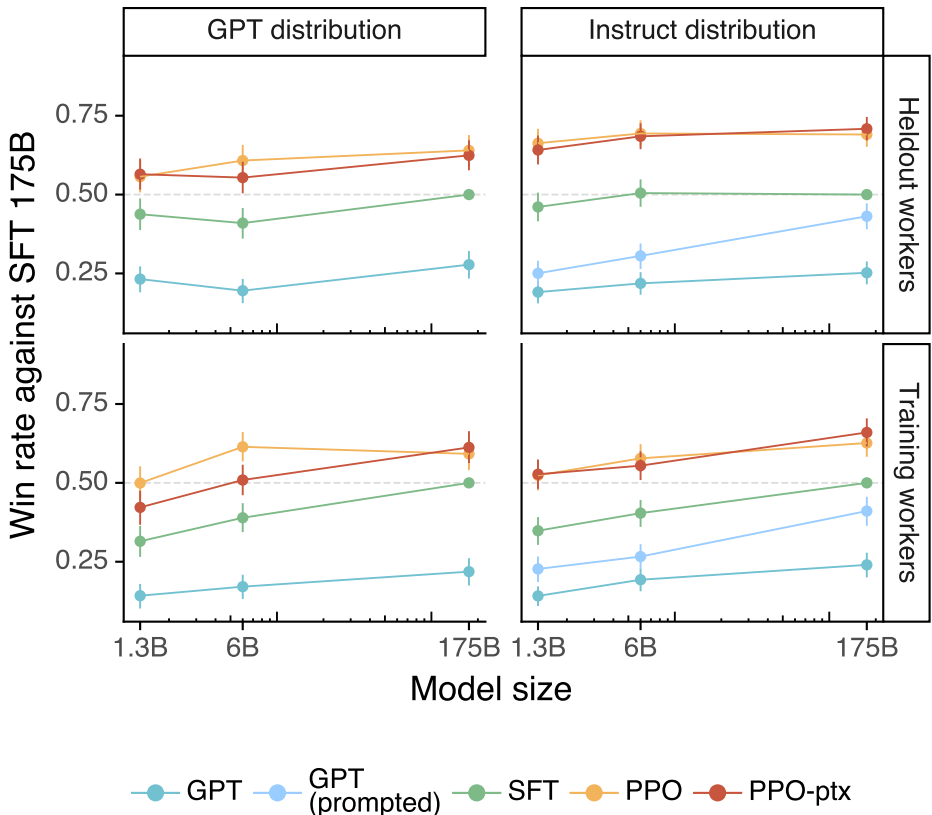 GPT distribution
Instruct distribution
Win rate against SFT 175B
0.75
0.50
0.25
Heldout workers
0.75
0.50
0.25
Training workers
1.3B
6B
175B
1.3B
6B
175B
Model size
GPT
GPT
(prompted)
SFT
PPO
PPO-ptx